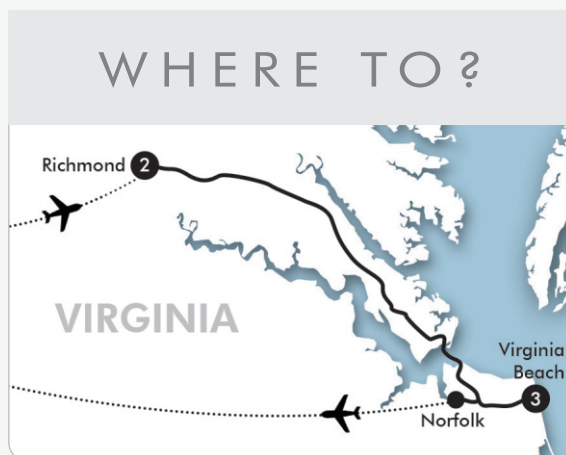 WHERE TO?
Richmond 2
VIRGINIA
Virginia
Beach
3
Norfolk